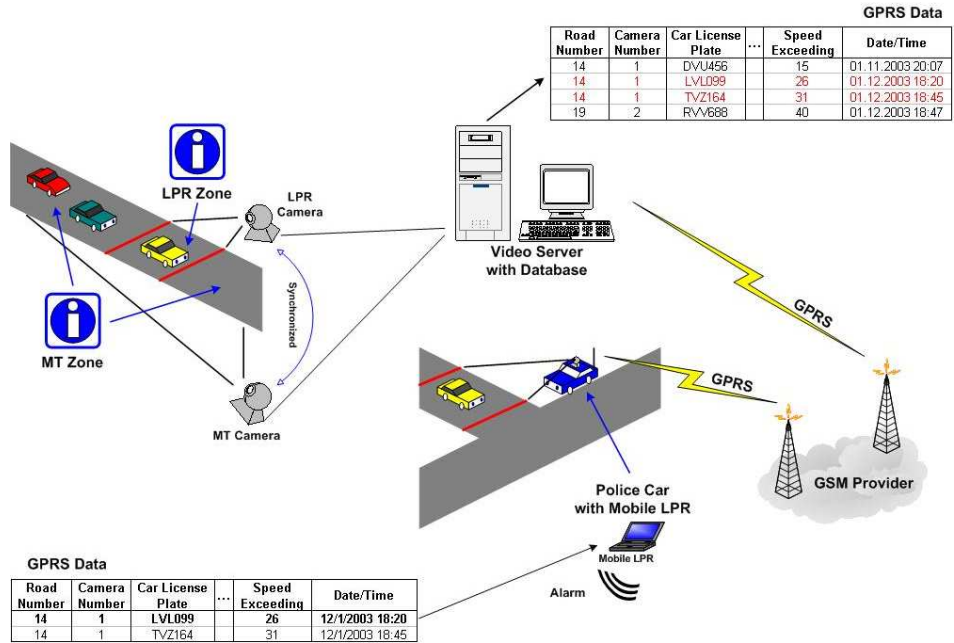 GPRS Data
Road Number Camera Number Car License Plate ... Speed Exceeding Date/Time
14 1 DVU456 15 01.11.2003 20:07
14 1 LVL099 26 01.12.2003 18:20
14 1 TVZ164 31 01.12.2003 18:45
19 2 RVV688 40 01.12.2003 18:47
LPR Zone
LPR
Camera
Video Server
with Database
Synchronized
MT Zone
MT Camera
GPRS
GPRS
GSM Provider
Police Car
with Mobile LPR
Mobile LPR
Alarm
GPRS Data
Road Number Camera Number Car License Plate ... Speed Exceeding Date/Time
14 1 LVL099 26 12/1/2003 18:20
14 1 TVZ164 31 12/1/2003 18:45